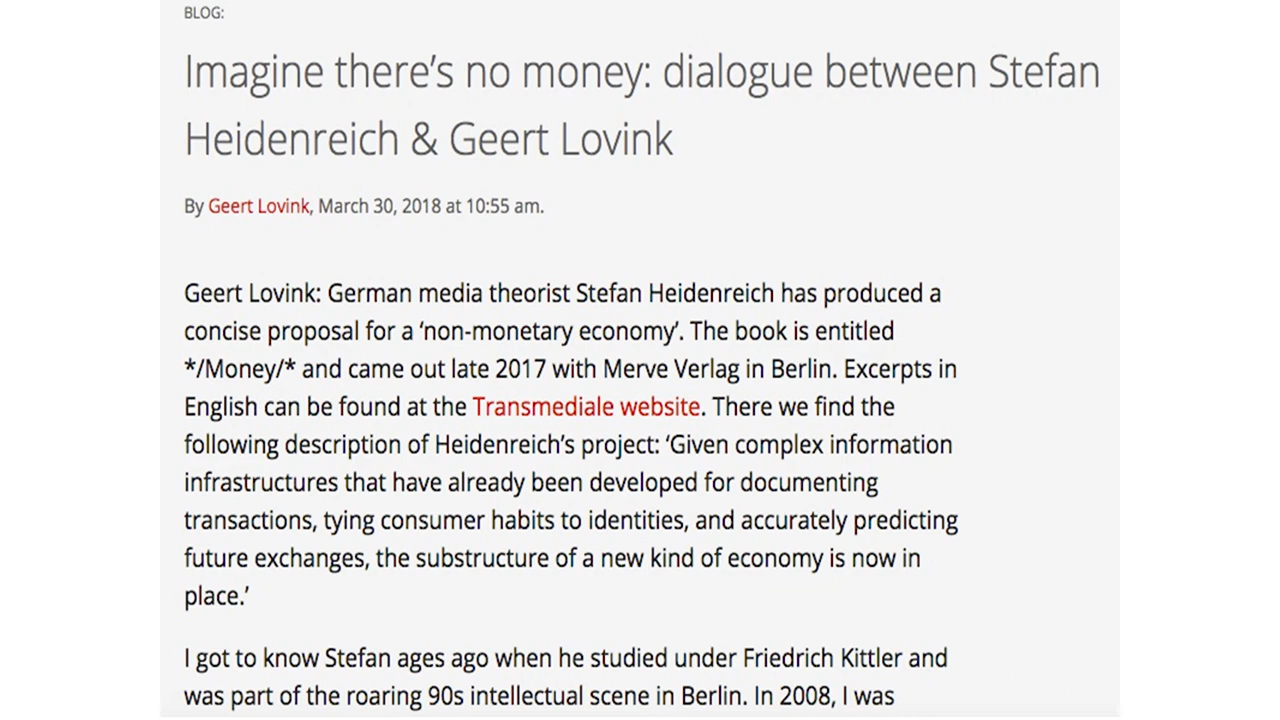 BLOG:
Imagine there's no money: dialogue between Stefan
Heidenreich & Geert Lovink
By Geert Lovink, March 30, 2018 at 10:55 am.
Geert Lovink: German media theorist Stefan Heidenreich has produced a
concise proposal for a ‘non-monetary economy’. The book is entitled
*/Money/* and came out late 2017 with Merve Verlag in Berlin. Excerpts in
English can be found at the Transmediale website. There we find the
following description of Heidenreich’s project: ‘Given complex information
infrastructures that have already been developed for documenting
transactions, tying consumer habits to identities, and accurately predicting
future exchanges, the substructure of a new kind of economy is now in
place.’
I got to know Stefan ages ago when he studied under Friedrich Kittler and
was part of the roaring 90s intellectual scene in Berlin. In 2008, I was